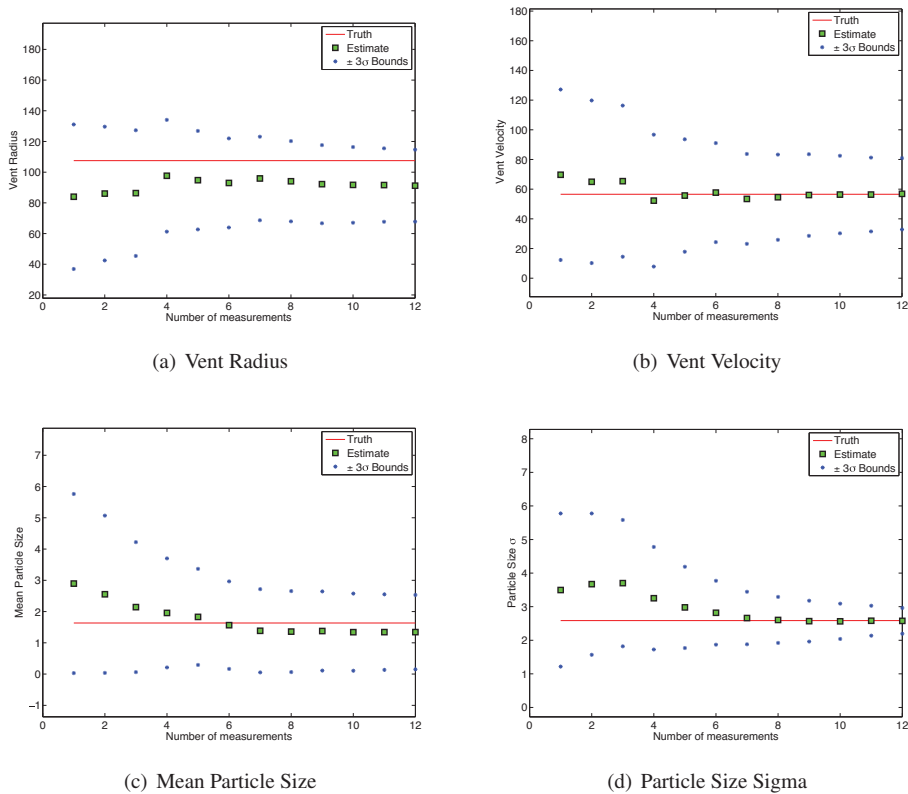 180
160
140
120
100
80
60
40
20
0 2 4 6 8 10 12
Vent Radius
Number of measurements
Truth
Estimate
± 3σ Bounds
(a) Vent Radius
180
160
140
120
100
80
60
40
20
0
0 2 4 6 8 10 12
Vent Velocity
Number of measurements
Truth
Estimate
± 3σ Bounds
(b) Vent Velocity
7
6
5
4
3
2
1
0
−1
0 2 4 6 8 10 12
Mean Particle Size
Number of measurements
Truth
Estimate
± 3σ Bounds
(c) Mean Particle Size
8
7
6
5
4
3
2
1
0
0 2 4 6 8 10 12
Particle Size σ
Number of measurements
Truth
Estimate
± 3σ Bounds
(d) Particle Size Sigma